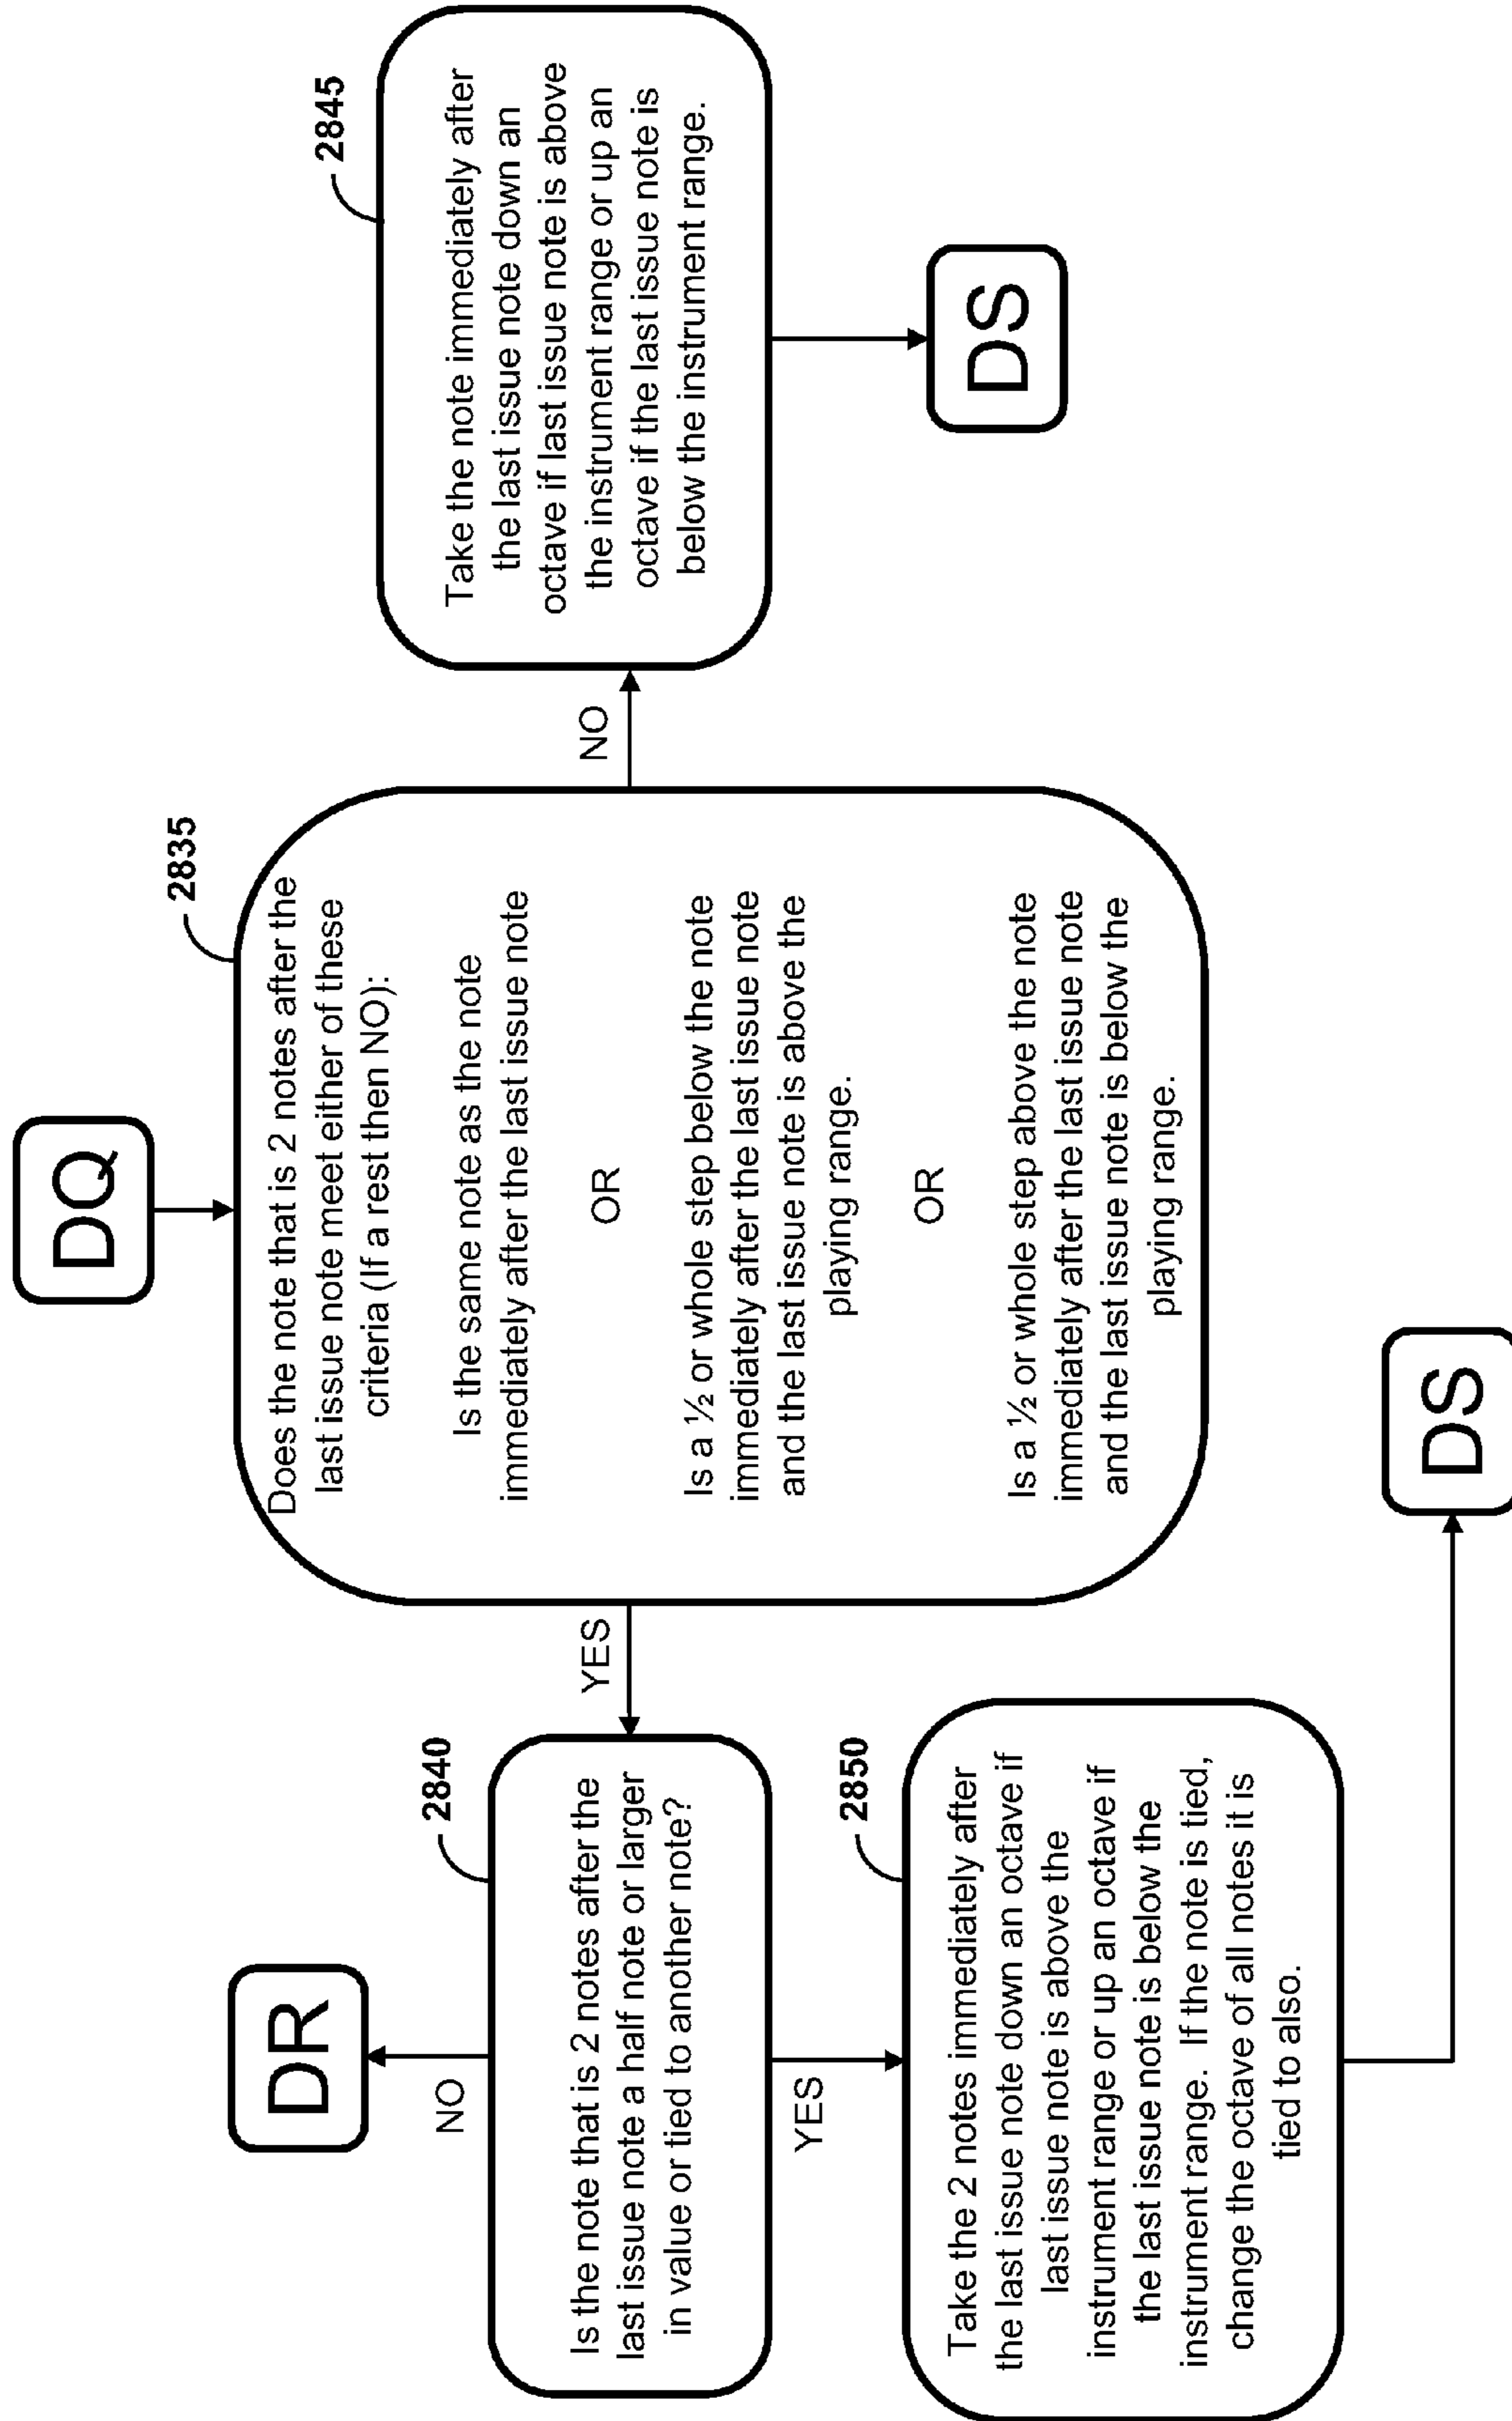 DQ
2835
Does the note that is 2 notes after the
last issue note meet either of these
criteria (If a rest then NO):
Is the same note as the note
immediately after the last issue note
OR
Is a ½ or whole step below the note
immediately after the last issue note
and the last issue note is above the
playing range.
OR
Is a ½ or whole step above the note
immediately after the last issue note
and the last issue note is below the
playing range.
YES
NO
DR
NO
2840
Is the note that is 2 notes after the
last issue note a half note or larger
in value or tied to another note?
YES
2850
Take the 2 notes immediately after
the last issue note down an octave if
last issue note is above the
instrument range or up an octave if
the last issue note is below the
instrument range.  If the note is tied,
change the octave of all notes it is
tied to also.
DS
2845
Take the note immediately after
the last issue note down an
octave if last issue note is above
the instrument range or up an
octave if the last issue note is
below the instrument range.
DS